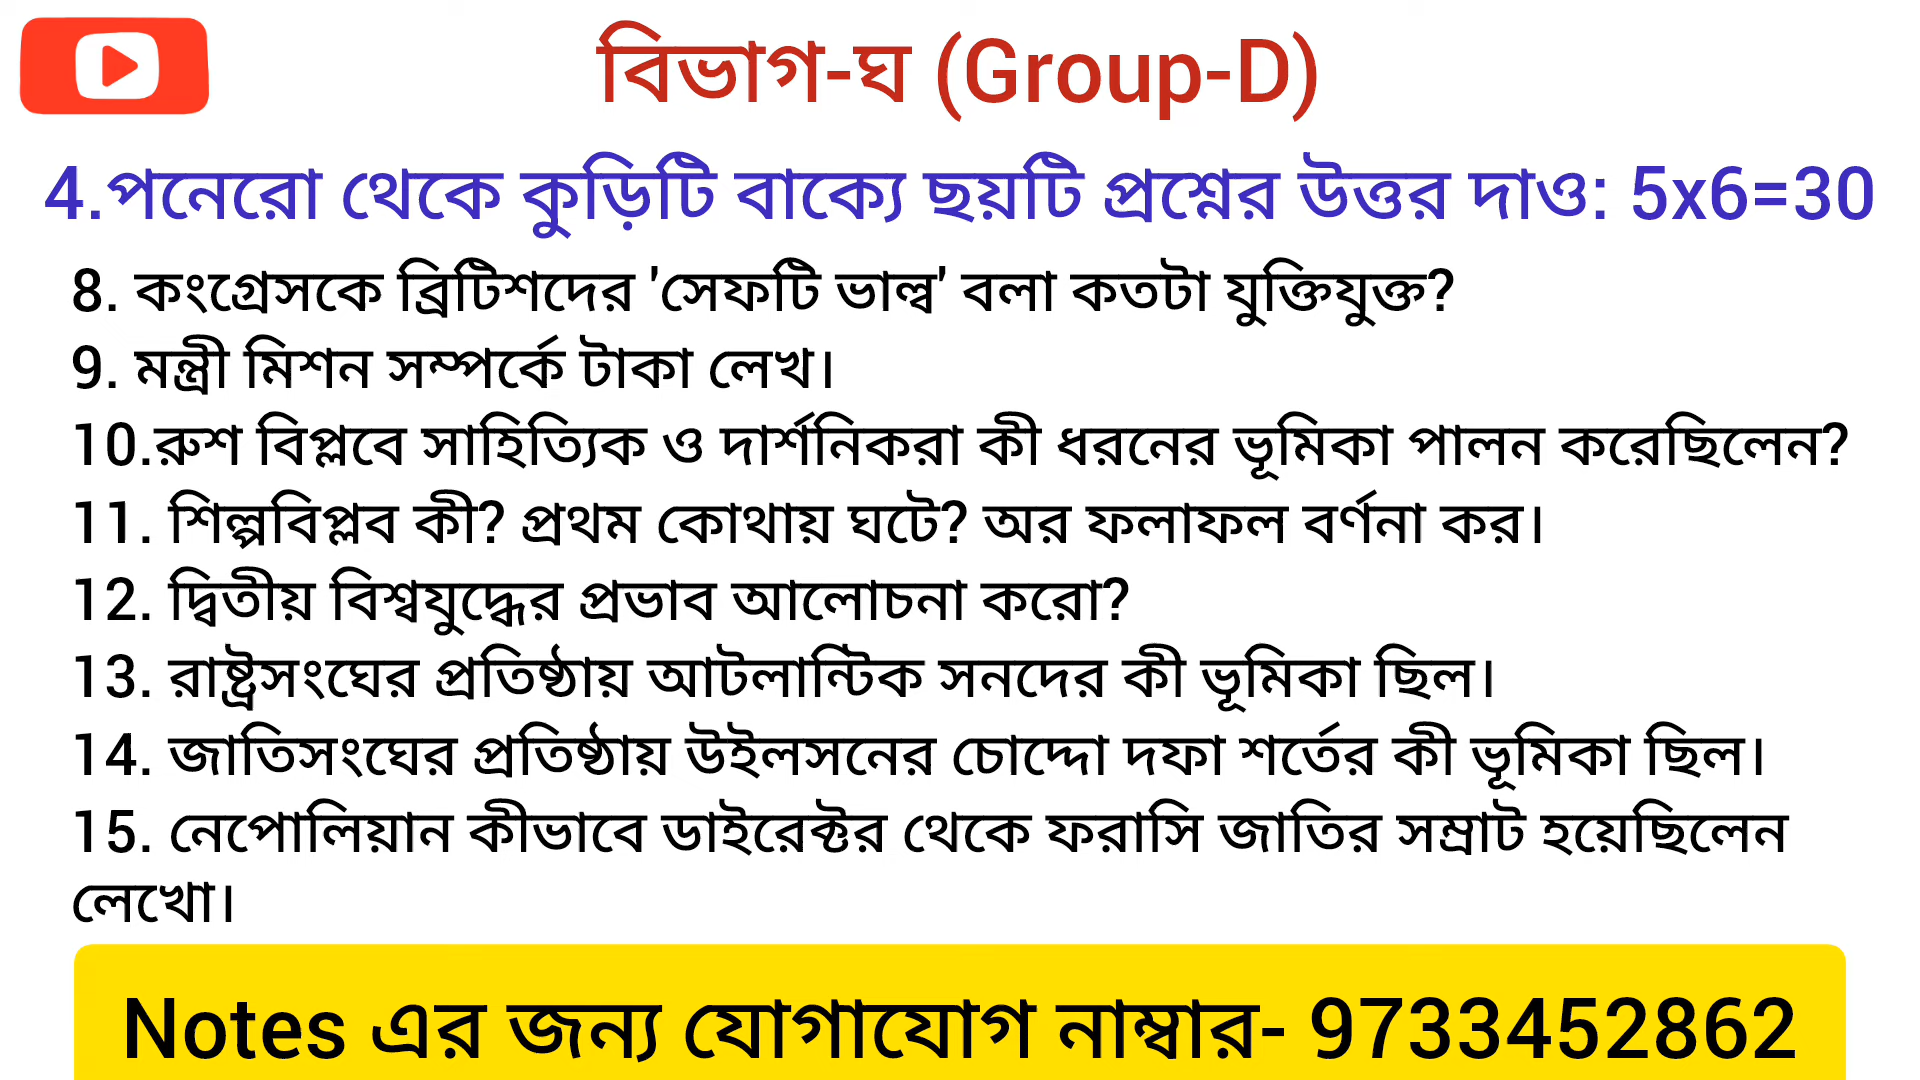 বিভাগ-ঘ (Group-D)
4.পনেরো থেকে কুড়িটি বাক্যে ছয়টি প্রশ্নের উত্তর দাও: 5x6=30
8. কংগ্রেসকে ব্রিটিশদের 'সেফটি ভাল্ব' বলা কতটা যুক্তিযুক্ত?
9. মন্ত্রী মিশন সম্পর্কে টাকা লেখ।
10.রুশ বিপ্লবে সাহিত্যিক ও দার্শনিকরা কী ধরনের ভূমিকা পালন করেছিলেন?
11. শিল্পবিপ্লব কী? প্রথম কোথায় ঘটে? অর ফলাফল বর্ণনা কর।
12. দ্বিতীয় বিশ্বযুদ্ধের প্রভাব আলোচনা করো?
13. রাষ্ট্রসংঘের প্রতিষ্ঠায় আটলান্টিক সনদের কী ভূমিকা ছিল।
14. জাতিসংঘের প্রতিষ্ঠায় উইলসনের চোদ্দো দফা শর্তের কী ভূমিকা ছিল।
15. নেপোলিয়ান কীভাবে ডাইরেক্টর থেকে ফরাসি জাতির সম্রাট হয়েছিলেন
লেখো।
Notes এর জন্য যোগাযোগ নাম্বার- 9733452862